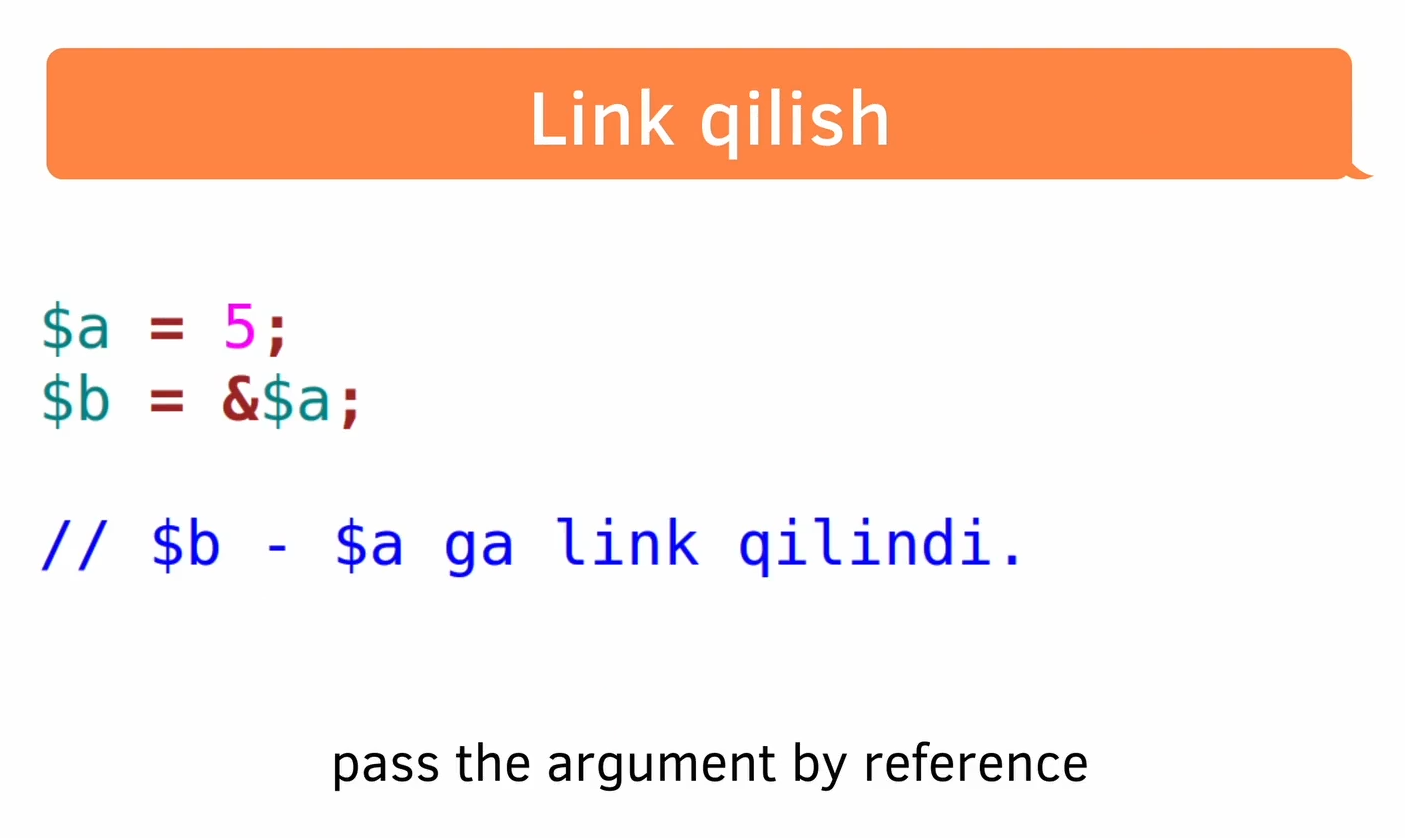 Link qilish
$a = 5;
$b = &$a;
// $b - $a ga link qilindi.
pass the argument by reference